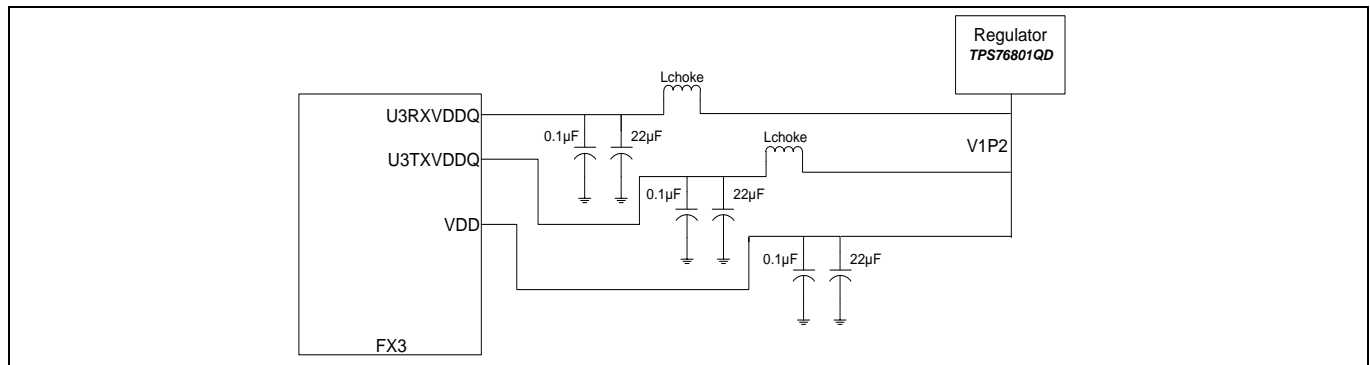 Regulator
TPS76801QD
Lchoke
U3RXVDDQ
0.1µF
22µF
Lchoke
V1P2
U3TXVDDQ
0.1µF
22µF
VDD
0.1µF
22µF
FX3